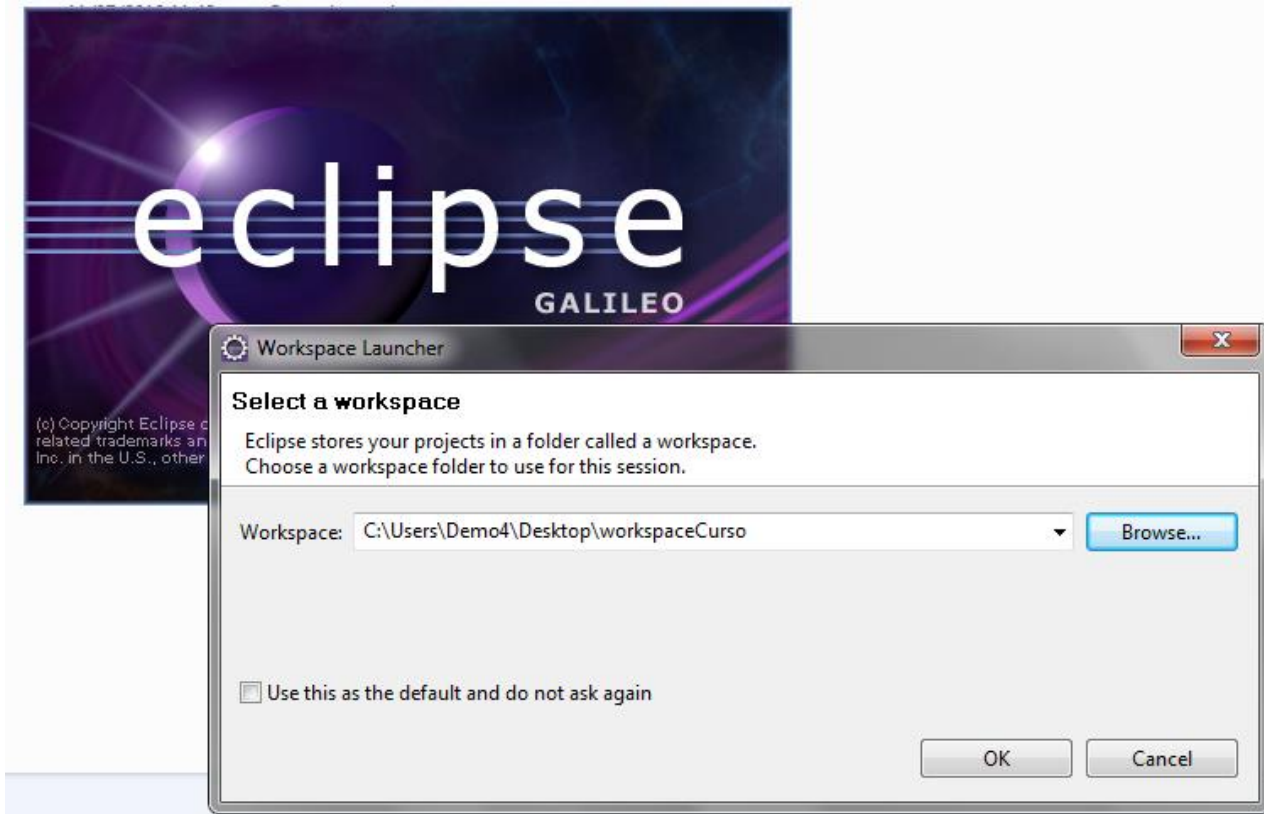 eclipse
GALILEO
(c) Copyright Eclipse c
related trademarks an
Inc. in the U.S., other
Workspace Launcher
Select a workspace
Eclipse stores your projects in a folder called a workspace.
Choose a workspace folder to use for this session.
Workspace: C:\Users\Demo4\Desktop\workspaceCurso Browse...
Use this as the default and do not ask again
OK Cancel